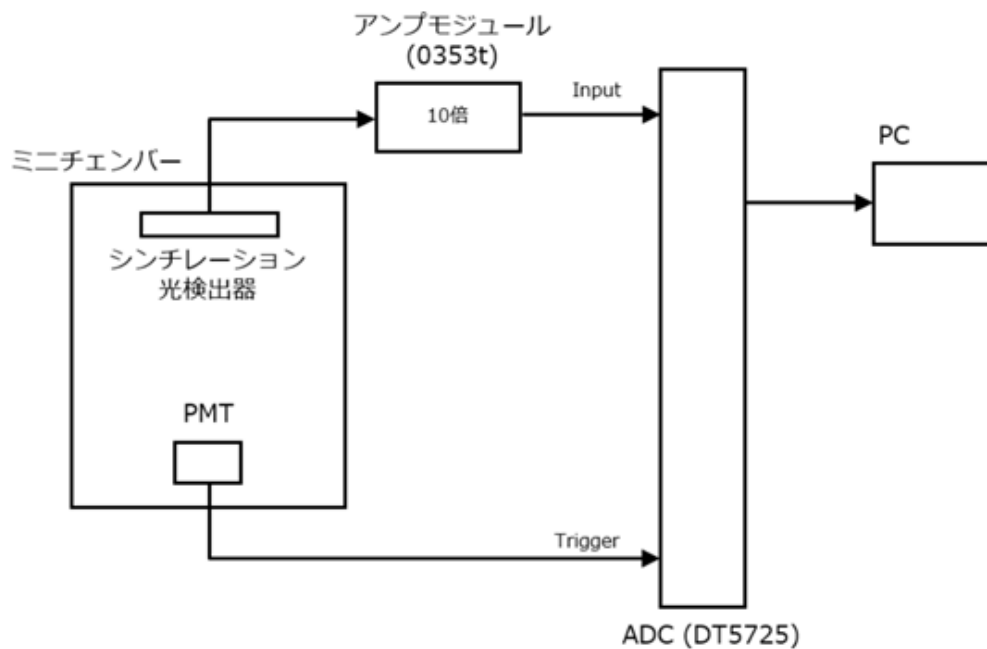 アンプモジュール
(0353t)
10倍
Input
PC
ミニチェンバー
シンチレーション
光検出器
PMT
Trigger
ADC (DT5725)